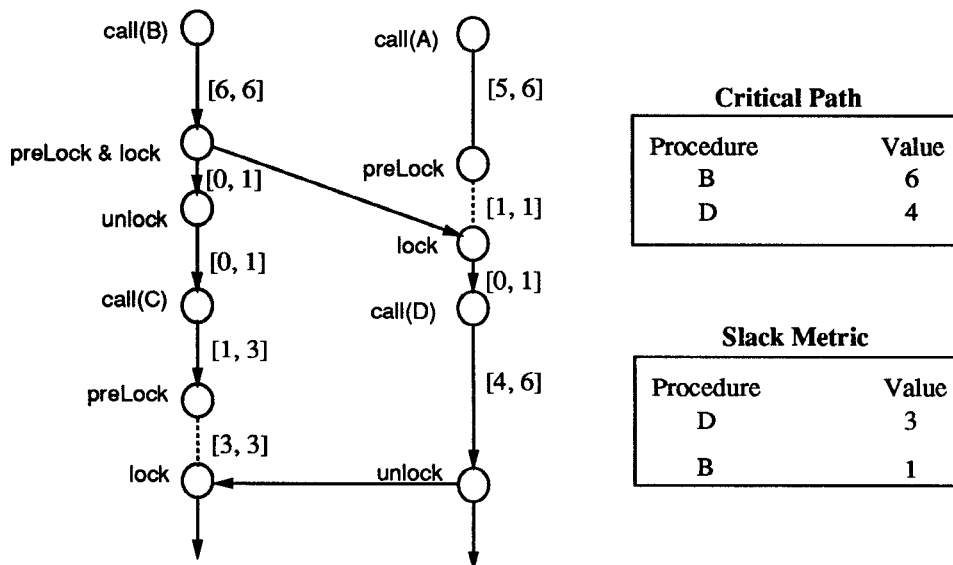 call(B)
call(A)
[6, 6]
[5, 6]
preLock & lock
preLock
[0, 1]
[1, 1]
unlock
lock
[0, 1]
[0, 1]
call(C)
call(D)
[1, 3]
[4, 6]
preLock
[3, 3]
lock
unlock
Critical Path
Procedure Value
B 6
D 4
Slack Metric
Procedure Value
D 3
B 1